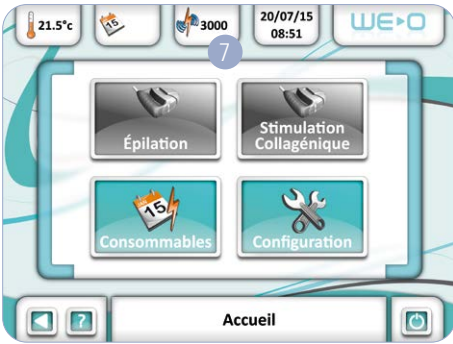 21.5°c
15
3000
20/07/15
08:51
WE►O
7
Épilation
Stimulation
Collagénique
15
Consommables
Configuration
?
Accueil